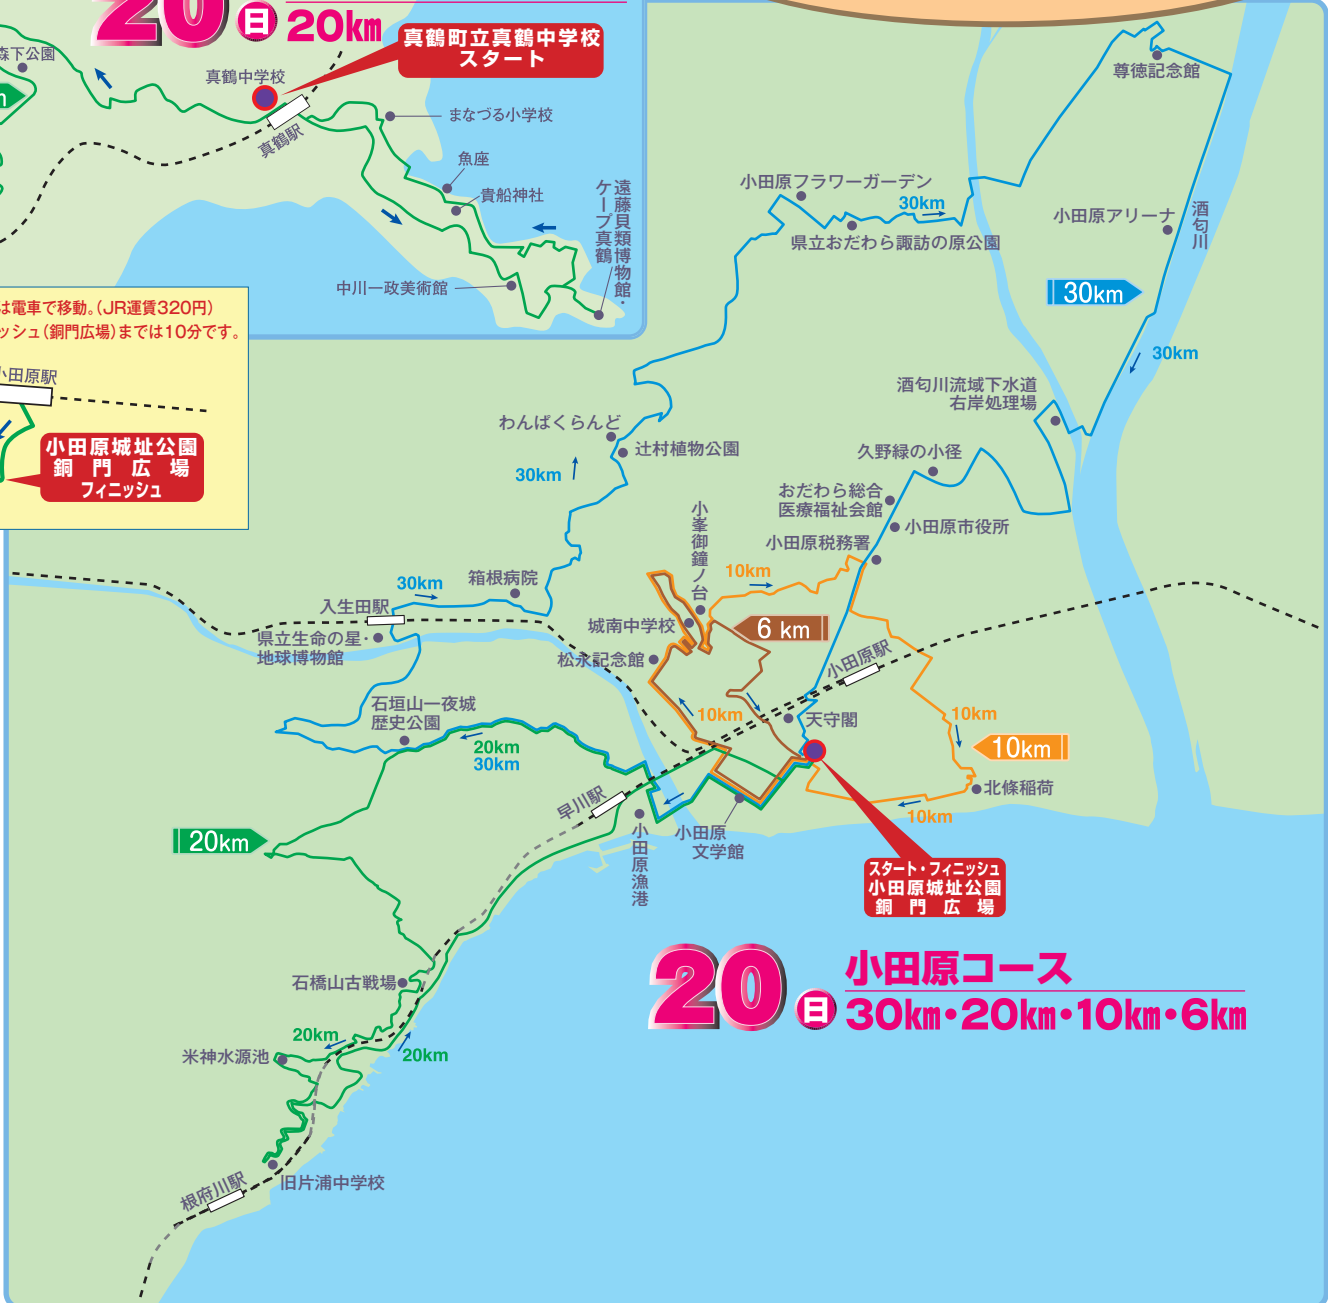 20
日
20km
真鶴町立真鶴中学校
スタート
森下公園
真鶴中学校
真鶴駅
まなづる小学校
魚座
貴船神社
遠藤貝類博物館・
ケープ真鶴
中川一政美術館
は電車で移動。(JR運賃320円)
ッシュ(銅門広場)までは10分です。
小田原駅
小田原城址公園
銅門広場
フィニッシュ
尊徳記念館
小田原フラワーガーデン
30km
県立おだわら諏訪の原公園
小田原アリーナ
酒匂川
30km
30km
酒匂川流域下水道
右岸処理場
わんぱくらんど
辻村植物公園
30km
久野緑の小径
おだわら総合
医療福祉会館
小田原市役所
小田原税務署
小峯御鐘ノ台
10km
箱根病院
30km
入生田駅
県立生命の星・
地球博物館
城南中学校
6 km
松永記念館
小田原駅
石垣山一夜城
歴史公園
10km
天守閣
20km
30km
10km
10km
北條稲荷
10km
早川駅
小田原漁港
小田原
文学館
20km
スタート・フィニッシュ
小田原城址公園
銅門広場
20
日
小田原コース
30km・20km・10km・6km
石橋山古戦場
20km
20km
米神水源池
旧片浦中学校
根府川駅